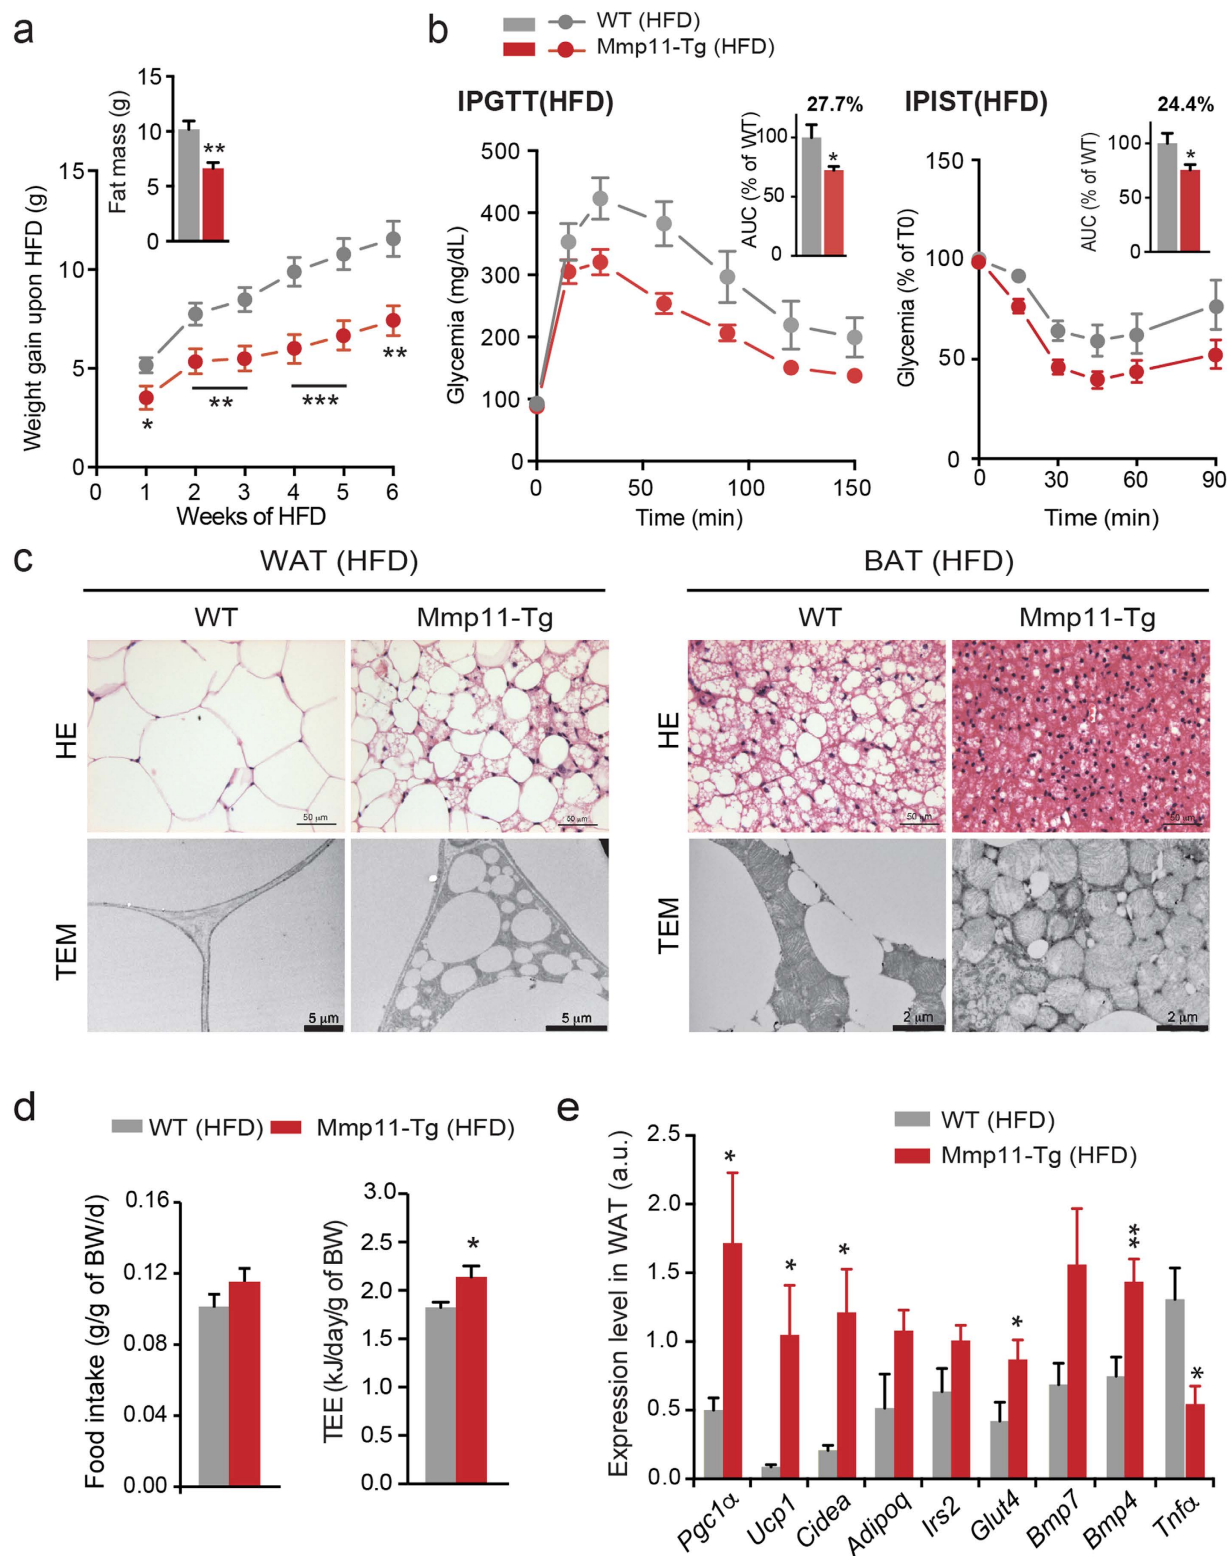 a
b
WT (HFD)
Mmp11-Tg (HFD)
15
10
5
0
Fat mass (g)
**
15
10
5
0
Weight gain upon HFD (g)
*
**
***
**
0 1 2 3 4 5 6
Weeks of HFD
IPGTT(HFD)
500
400
300
200
100
0
Glycemia (mg/dL)
0 50 100 150
Time (min)
27.7%
AUC (% of WT)
100
50
0
*
IPIST(HFD)
150
100
50
0
Glycemia (% of T0)
0 30 60 90
Time (min)
24.4%
AUC (% of WT)
100
50
0
*
c
WAT (HFD) BAT (HFD)
WT Mmp11-Tg WT Mmp11-Tg
HE HE
50 μm 50 μm 50 μm 50 μm
TEM TEM
5 μm 5 μm 2 μm 2 μm
d
WT (HFD) Mmp11-Tg (HFD)
0.16
0.12
0.08
0.04
0.00
Food intake (g/g of BW/d)
3.0
2.5
2.0
1.5
1.0
0.5
0.0
TEE (kJ/day/g of BW)
*
e
WT (HFD)
Mmp11-Tg (HFD)
2.5
2.0
1.5
1.0
0.5
0.0
Expression level in WAT (a.u.)
* * * * ** *
Pgc1α Ucp1 Cidea Adipoq Irs2 Glut4 Bmp7 Bmp4 Tnfα